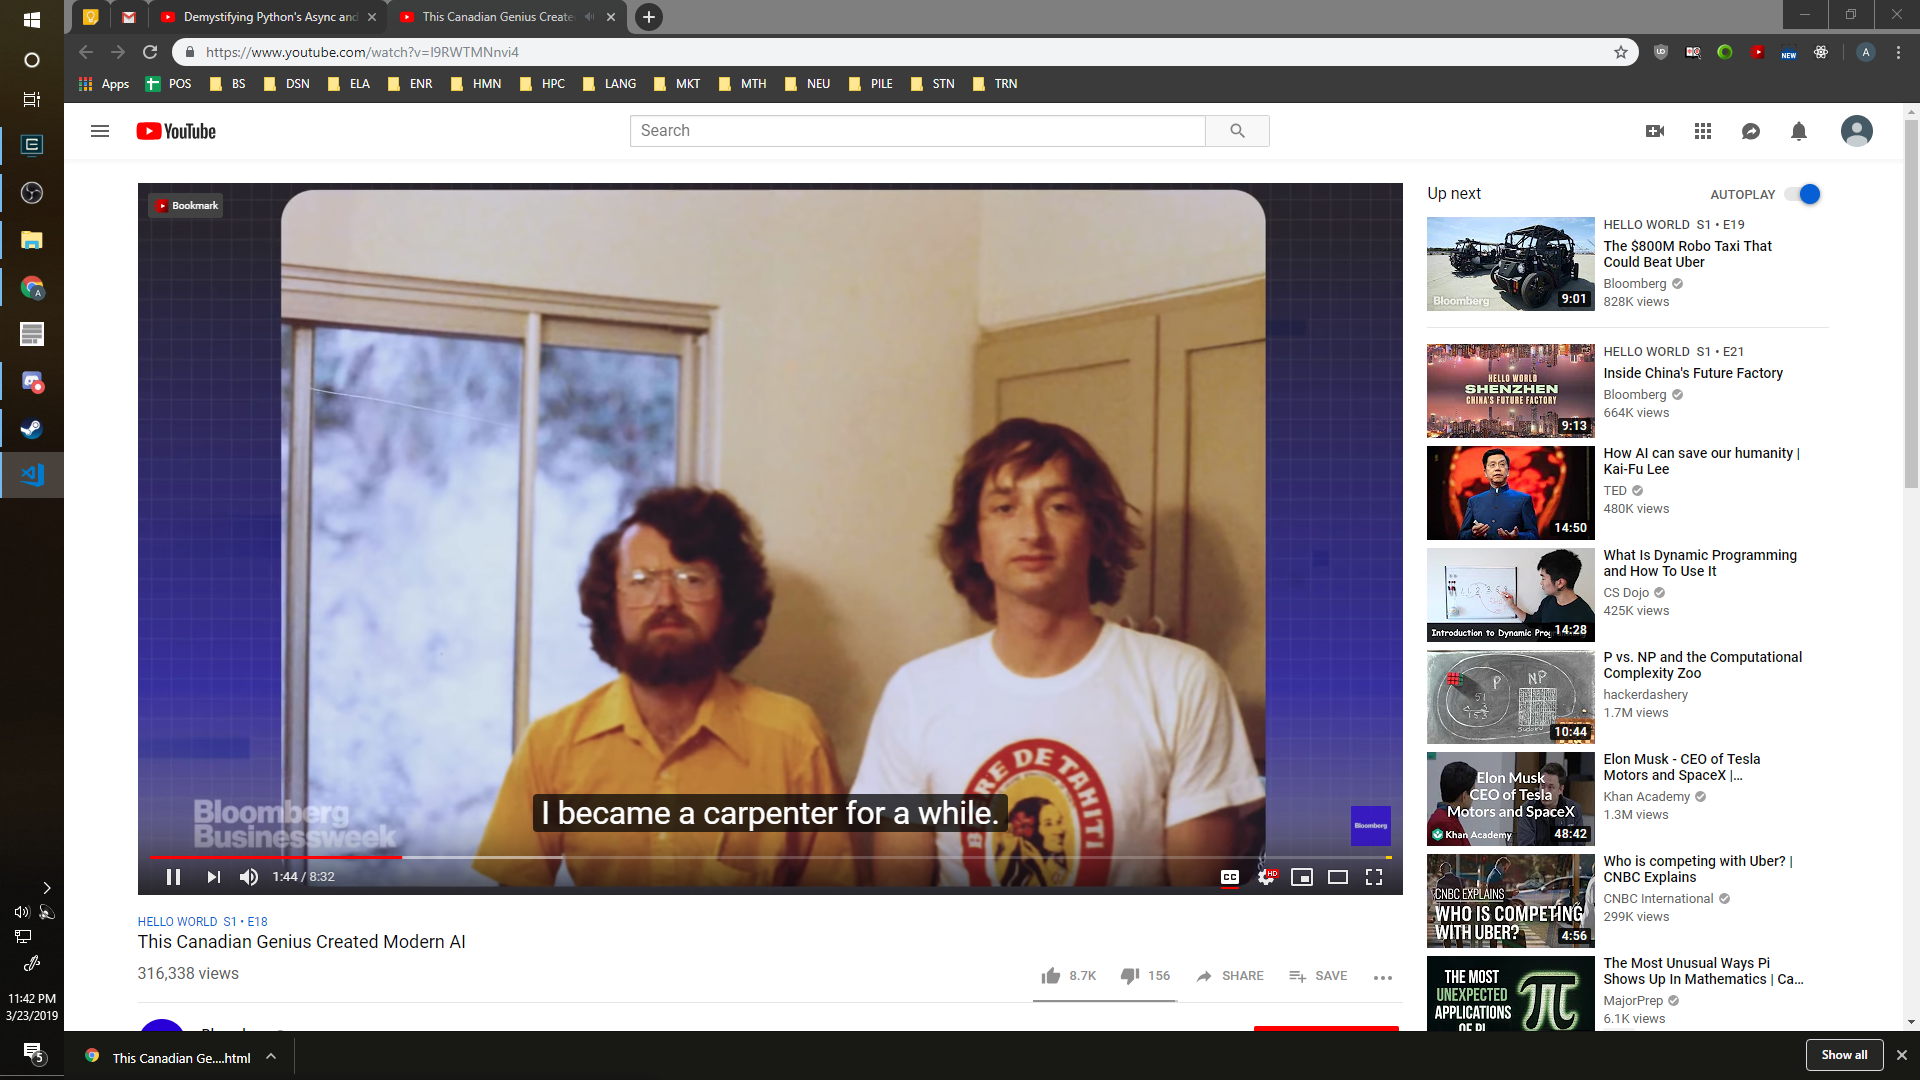 Demystifying Python's Async and
This Canadian Genius Create
https://www.youtube.com/watch?v=I9RWTMNnvi4
A
Apps
POS
BS
DSN
ELA
ENR
HMN
HPC
LANG
MKT
MTH
NEU
PILE
STN
TRN
NEW
YouTube
Search
Bookmark
BIÈRE DE TAHITI
Bloomberg
Businessweek
I became a carpenter for a while.
Bloomberg
1:44 / 8:32
CC
HD
HELLO WORLD S1 • E18
This Canadian Genius Created Modern AI
316,338 views
8.7K
156
SHARE
SAVE
Up next
AUTOPLAY
Bloomberg
9:01
HELLO WORLD S1 • E19
The $800M Robo Taxi That
Could Beat Uber
Bloomberg
828K views
HELLO WORLD
SHENZHEN
CHINA'S FUTURE FACTORY
9:13
HELLO WORLD S1 • E21
Inside China's Future Factory
Bloomberg
664K views
14:50
How AI can save our humanity |
Kai-Fu Lee
TED
480K views
Introduction to Dynamic Prog
14:28
What Is Dynamic Programming
and How To Use It
CS Dojo
425K views
P
NP
51
3
153
sudoku
10:44
P vs. NP and the Computational
Complexity Zoo
hackerdashery
1.7M views
Elon Musk
CEO of Tesla
Motors and SpaceX
Khan Academy
48:42
Elon Musk - CEO of Tesla
Motors and SpaceX |...
Khan Academy
1.3M views
CNBC EXPLAINS
WHO IS COMPETING
WITH UBER?
4:56
Who is competing with Uber? |
CNBC Explains
CNBC International
299K views
THE MOST
UNEXPECTED
APPLICATIONS
OF PI
π
The Most Unusual Ways Pi
Shows Up In Mathematics | Ca...
MajorPrep
6.1K views
11:42 PM
3/23/2019
5
This Canadian Ge....html
Show all